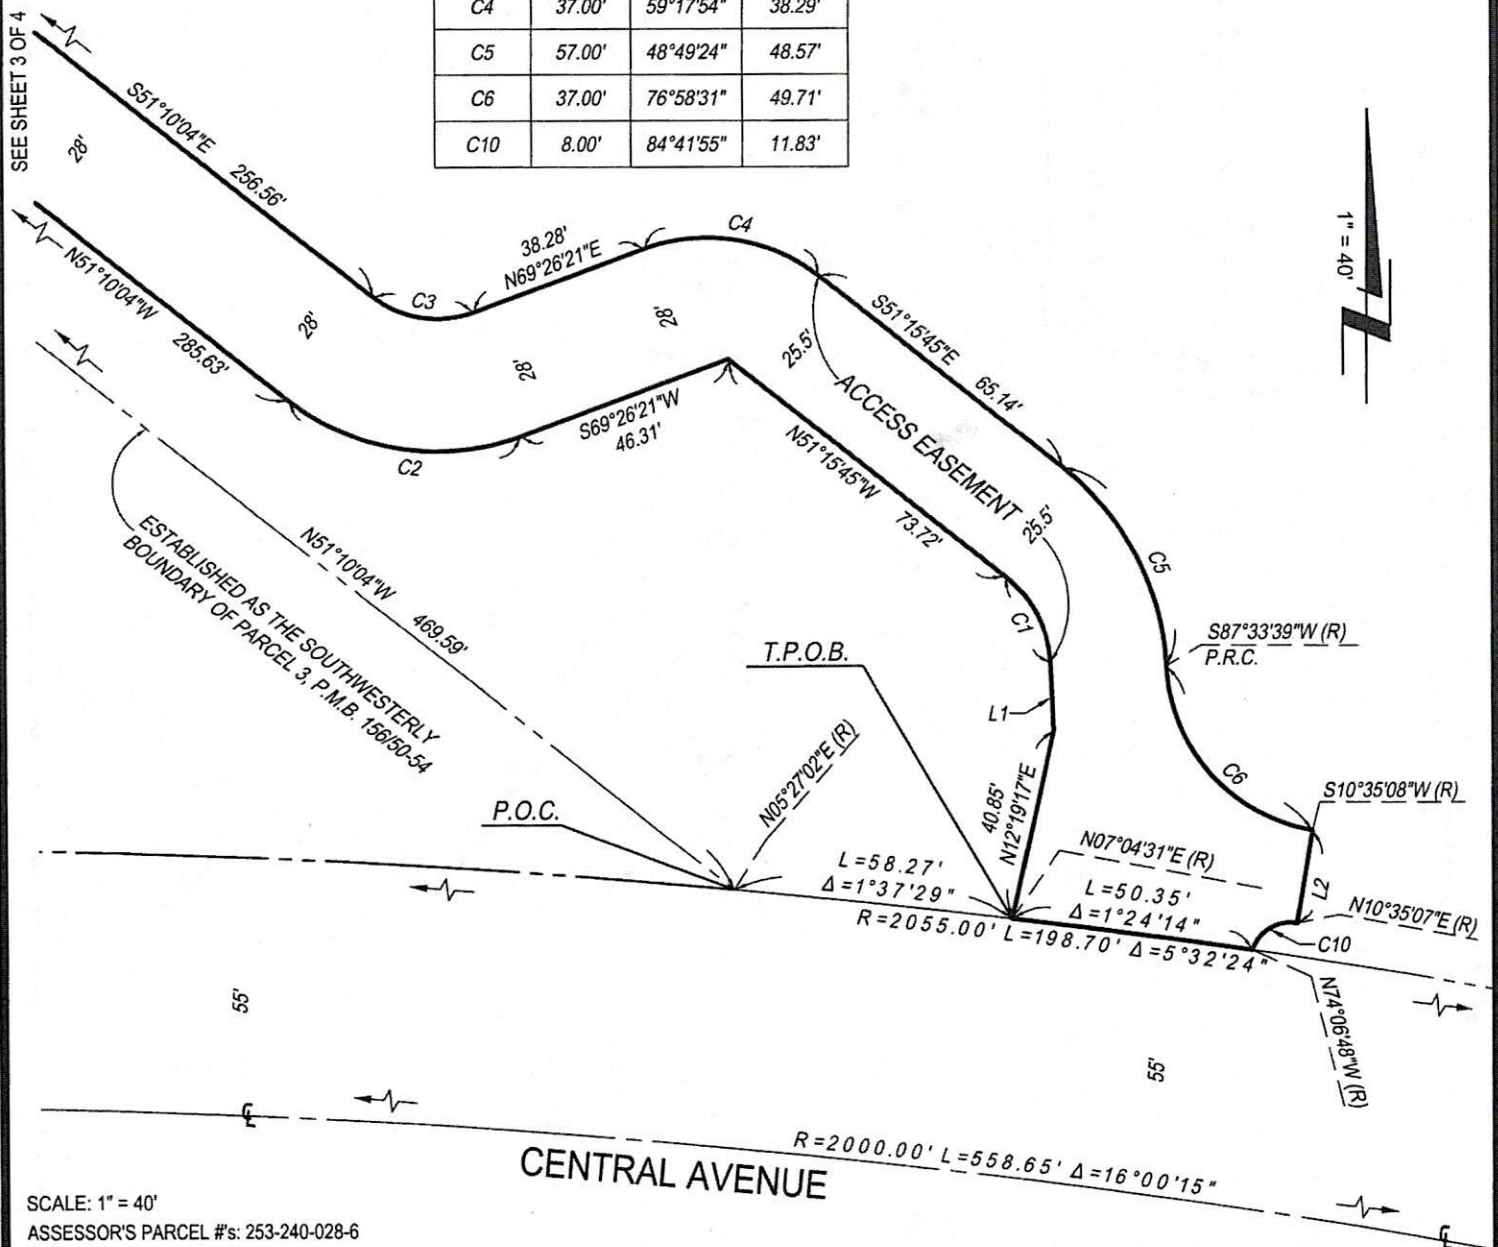 SEE SHEET 3 OF 4
C4 37.00' 59°17'54" 38.29'
C5 57.00' 48°49'24" 48.57'
C6 37.00' 76°58'31" 49.71'
C10 8.00' 84°41'55" 11.83'
S51°10'04"E 256.56'
28'
N51°10'04"W 285.63'
28'
C3
38.28'
N69°26'21"E
C4
28'
28'
C2
S69°26'21"W
46.31'
25.5'
S51°15'45"E 65.14'
ACCESS EASEMENT
N51°15'45"W 73.72'
25.5'
1" = 40'
C5
C1
ESTABLISHED AS THE SOUTHWESTERLY
BOUNDARY OF PARCEL 3, P.M.B. 156/50-54
N51°10'04"W 469.59'
T.P.O.B.
S87°33'39"W (R)
P.R.C.
L1
C6
P.O.C.
N05°27'02"E (R)
40.85'
N12°19'17"E
S10°35'08"W (R)
N07°04'31"E (R)
L=58.27'
Δ=1°37'29"
L=50.35'
Δ=1°24'14"
L2
N10°35'07"E (R)
C10
R=2055.00' L=198.70' Δ=5°32'24"
N74°06'48"W (R)
55'
55'
R=2000.00' L=558.65' Δ=16°00'15"
CENTRAL AVENUE
SCALE: 1" = 40'
ASSESSOR'S PARCEL #'s: 253-240-028-6